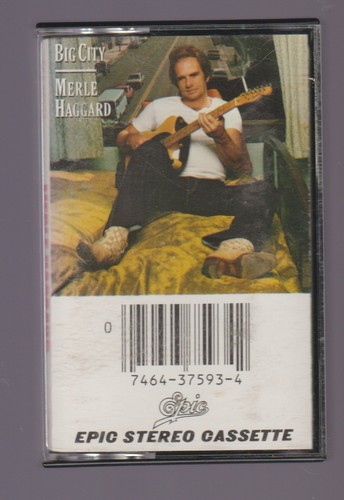 BIG CITY
MERLE
HAGGARD
0
7464-37593-4
Epic
EPIC STEREO CASSETTE